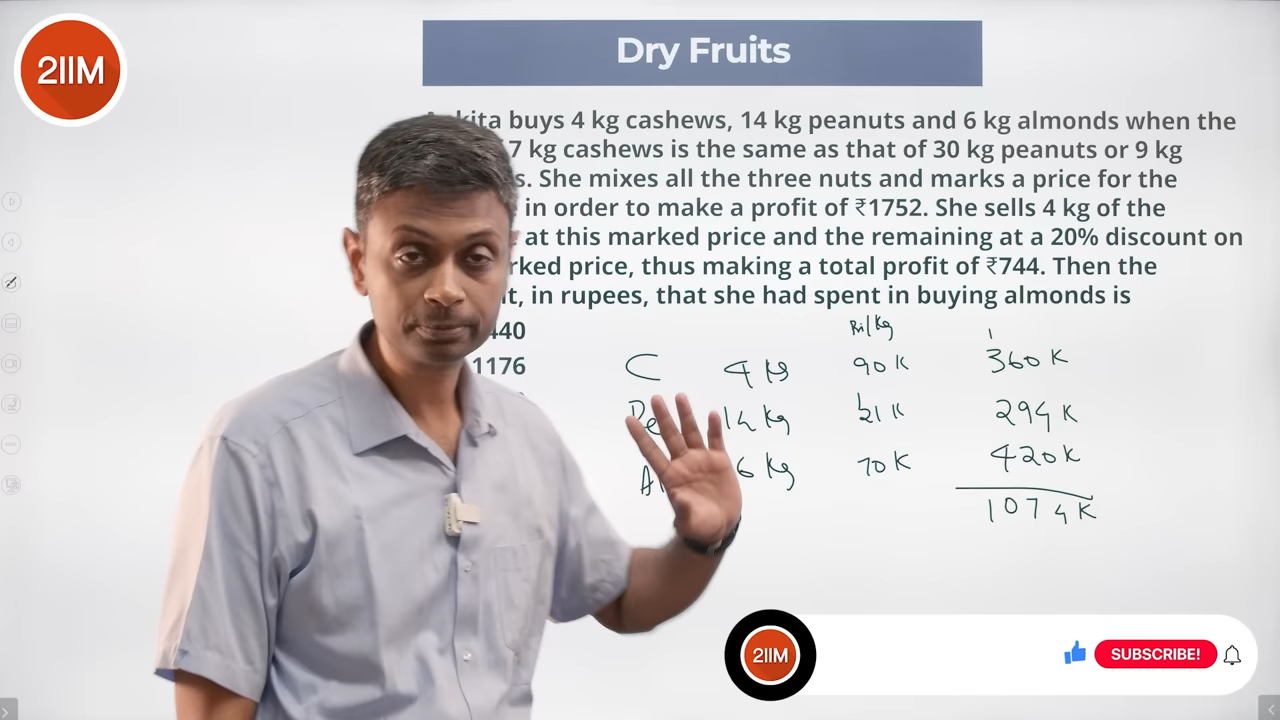 2IIM
Dry Fruits
kita buys 4 kg cashews, 14 kg peanuts and 6 kg almonds when the
7 kg cashews is the same as that of 30 kg peanuts or 9 kg
s. She mixes all the three nuts and marks a price for the
in order to make a profit of ₹1752. She sells 4 kg of the
at this marked price and the remaining at a 20% discount on
rked price, thus making a total profit of ₹744. Then the
t, in rupees, that she had spent in buying almonds is
440
1176
C 4 kg 90 K 360 K
Pe 14 kg 21 K 294 K
Al 6 kg 70 K 420 K
1074 K
2IIM
SUBSCRIBE!